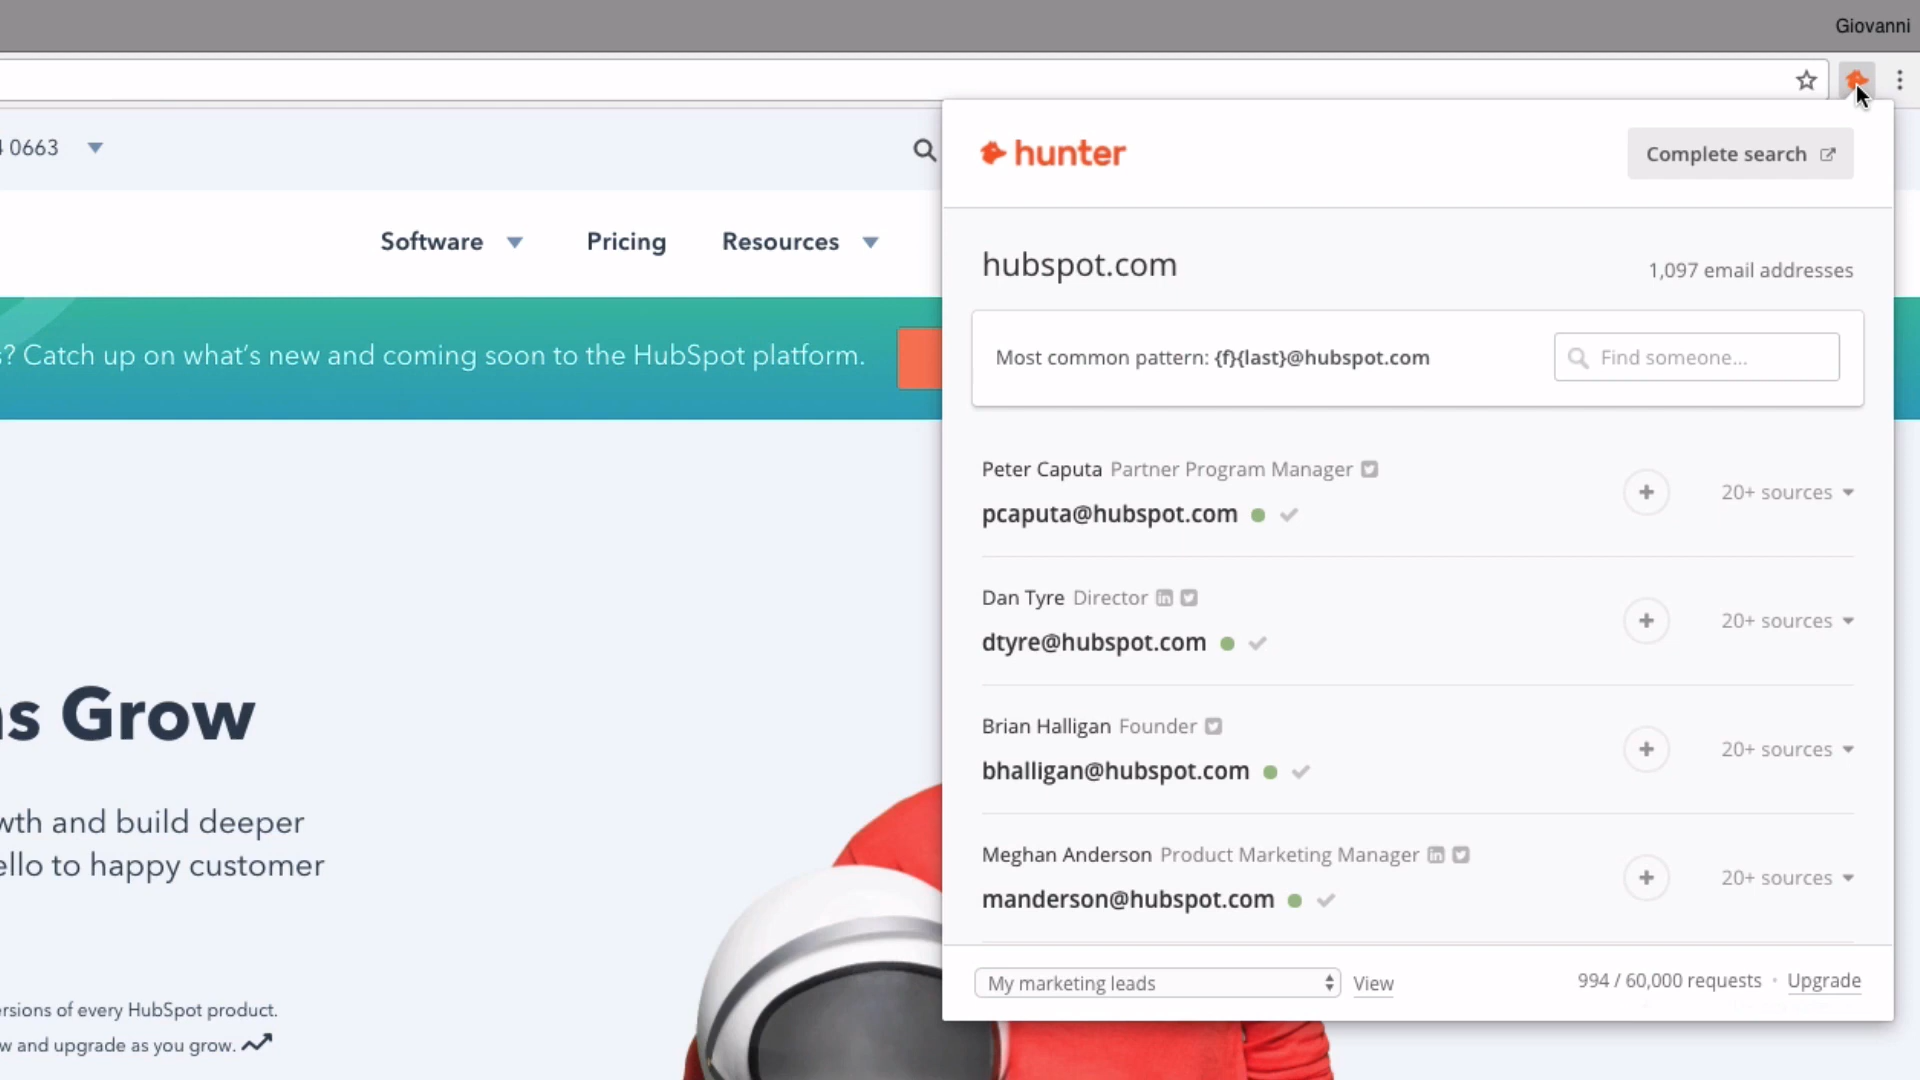 Giovanni
0663
hunter
Complete search
Software
Pricing
Resources
hubspot.com
1,097 email addresses
s? Catch up on what's new and coming soon to the HubSpot platform.
Most common pattern: {f}{last}@hubspot.com
Find someone...
Peter Caputa Partner Program Manager
pcaputa@hubspot.com
20+ sources
Dan Tyre Director
dtyre@hubspot.com
20+ sources
Brian Halligan Founder
bhalligan@hubspot.com
20+ sources
Meghan Anderson Product Marketing Manager
manderson@hubspot.com
20+ sources
s Grow
wth and build deeper
ello to happy customer
ersions of every HubSpot product.
w and upgrade as you grow.
My marketing leads
View
994 / 60,000 requests · Upgrade